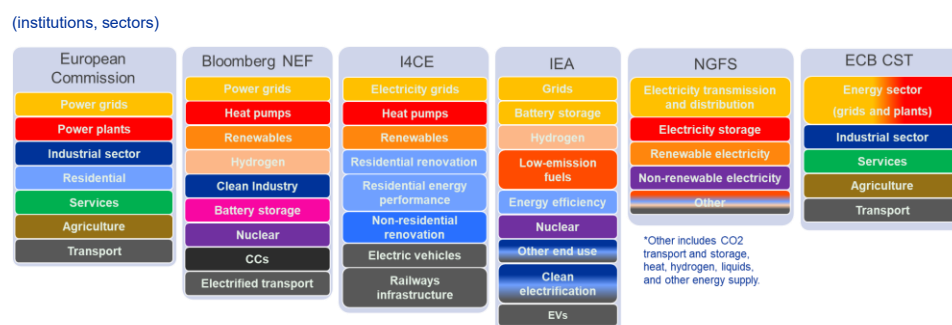 (institutions, sectors)
European
Commission
Power grids
Power plants
Industrial sector
Residential
Services
Agriculture
Transport
Bloomberg NEF
Power grids
Heat pumps
Renewables
Hydrogen
Clean Industry
Battery storage
Nuclear
CCs
Electrified transport
I4CE
Electricity grids
Heat pumps
Renewables
Residential renovation
Residential energy
performance
Non-residential
renovation
Electric vehicles
Railways
infrastructure
IEA
Grids
Battery storage
Hydrogen
Low-emission
fuels
Energy efficiency
Nuclear
Other end use
Clean
electrification
EVs
NGFS
Electricity transmission
and distribution
Electricity storage
Renewable electricity
Non-renewable electricity
Other
*Other includes CO2
transport and storage,
heat, hydrogen, liquids,
and other energy supply.
ECB CST
Energy sector
(grids and plants)
Industrial sector
Services
Agriculture
Transport